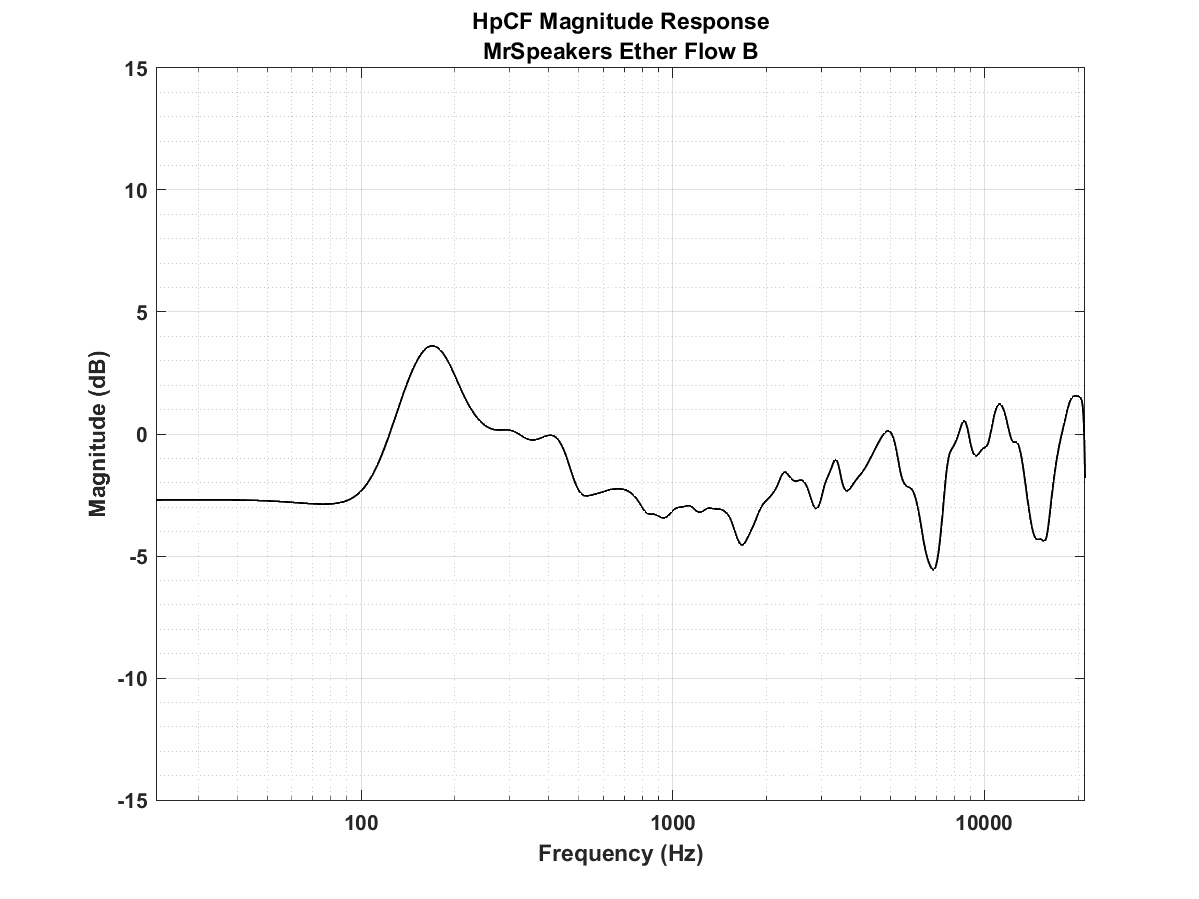 HpCF Magnitude Response
MrSpeakers Ether Flow B
15
10
5
0
-5
-10
-15
Magnitude (dB)
100
1000
10000
Frequency (Hz)